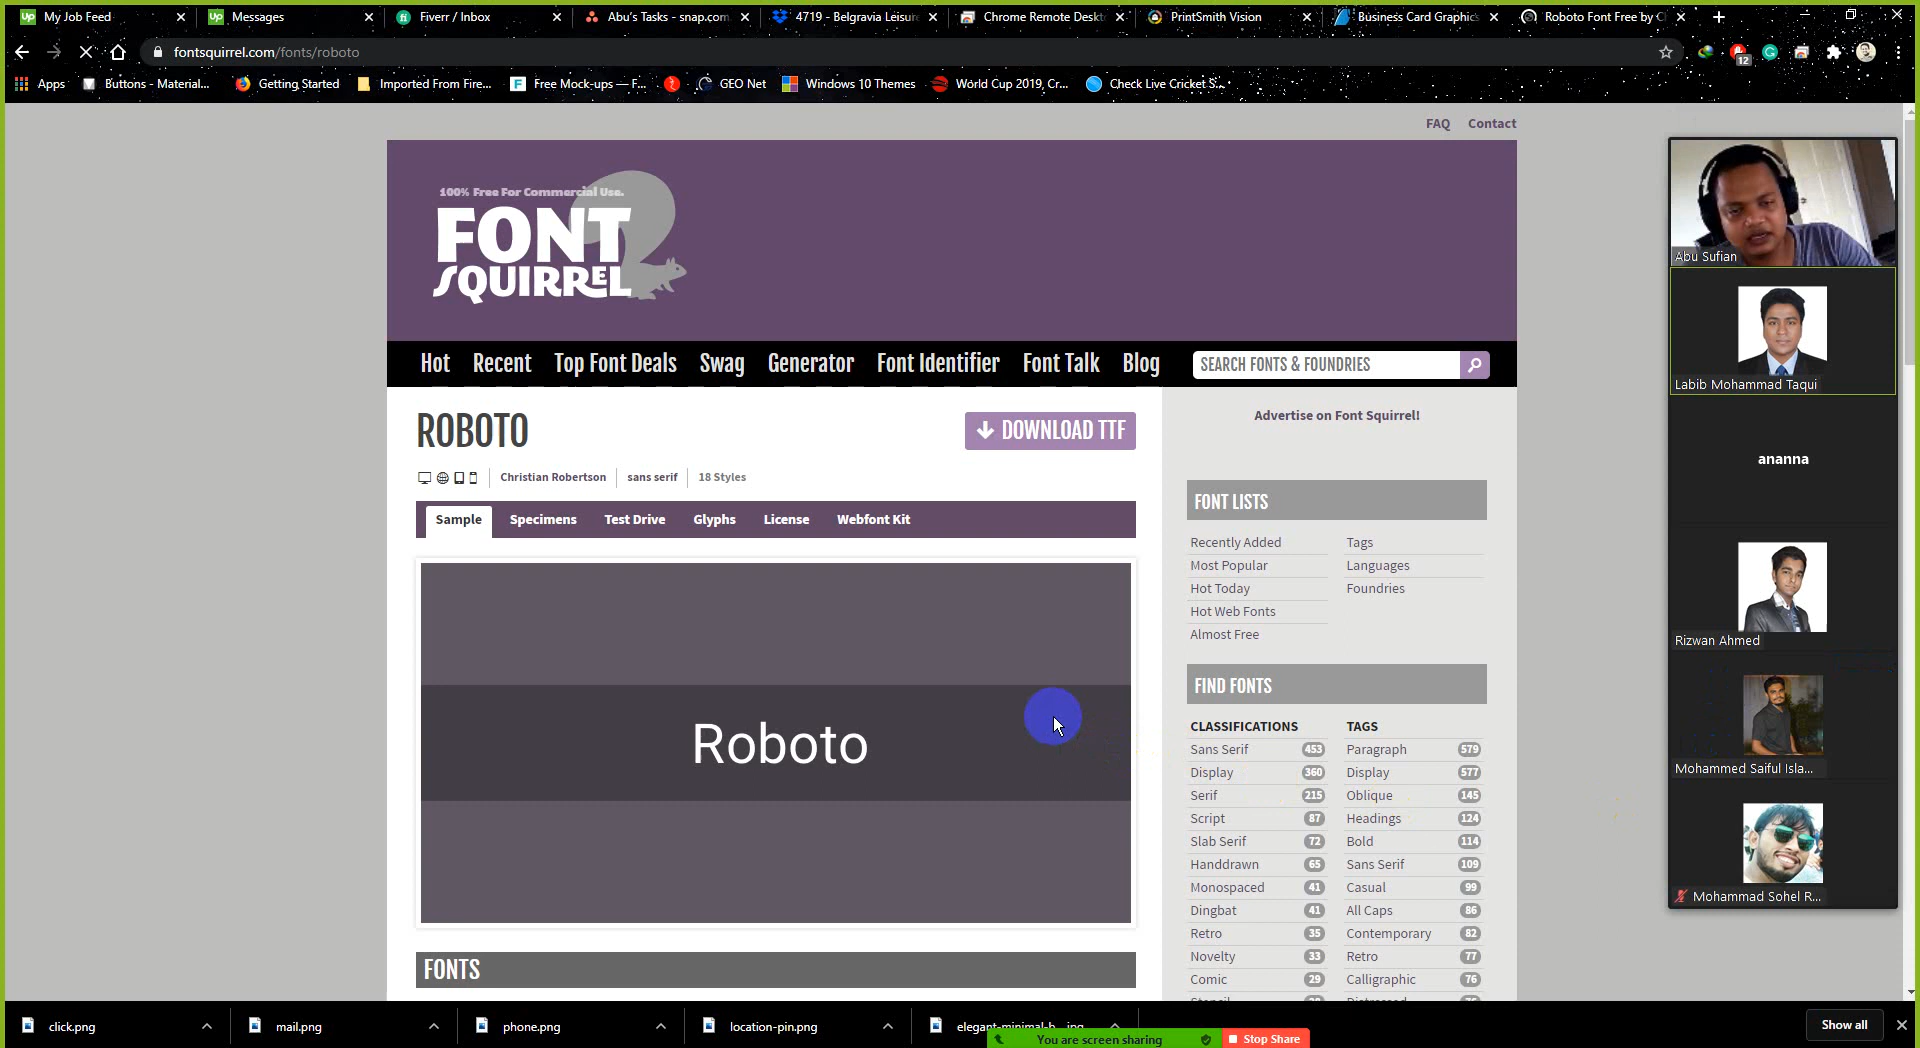 My Job Feed
Messages
Fiverr / Inbox
Abu's Tasks - snap.com
4719 - Belgravia Leisure
Chrome Remote Deskt
PrintSmith Vision
Business Card Graphics
Roboto Font Free by C
fontsquirrel.com/fonts/roboto
12
Apps
Buttons - Material...
Getting Started
Imported From Fire...
Free Mock-ups — F...
GEO Net
Windows 10 Themes
World Cup 2019, Cr...
Check Live Cricket S...
FAQ
Contact
100% Free For Commercial Use.
FONT
SQUIRREL
Hot
Recent
Top Font Deals
Swag
Generator
Font Identifier
Font Talk
Blog
SEARCH FONTS & FOUNDRIES
ROBOTO
DOWNLOAD TTF
Christian Robertson
sans serif
18 Styles
Sample
Specimens
Test Drive
Glyphs
License
Webfont Kit
Roboto
FONTS
Advertise on Font Squirrel!
FONT LISTS
Recently Added
Tags
Most Popular
Languages
Hot Today
Foundries
Hot Web Fonts
Almost Free
FIND FONTS
CLASSIFICATIONS
TAGS
Sans Serif 453
Paragraph 579
Display 360
Display 577
Serif 215
Oblique 145
Script 87
Headings 124
Slab Serif 72
Bold 114
Handdrawn 65
Sans Serif 109
Monospaced 41
Casual 99
Dingbat 41
All Caps 86
Retro 35
Contemporary 82
Novelty 33
Retro 77
Comic 29
Calligraphic 76
Abu Sufian
Labib Mohammad Taqui
ananna
Rizwan Ahmed
Mohammed Saiful Isla...
Mohammad Sohel R...
click.png
mail.png
phone.png
location-pin.png
elegant-minimal-b....jpg
Show all
You are screen sharing
Stop Share